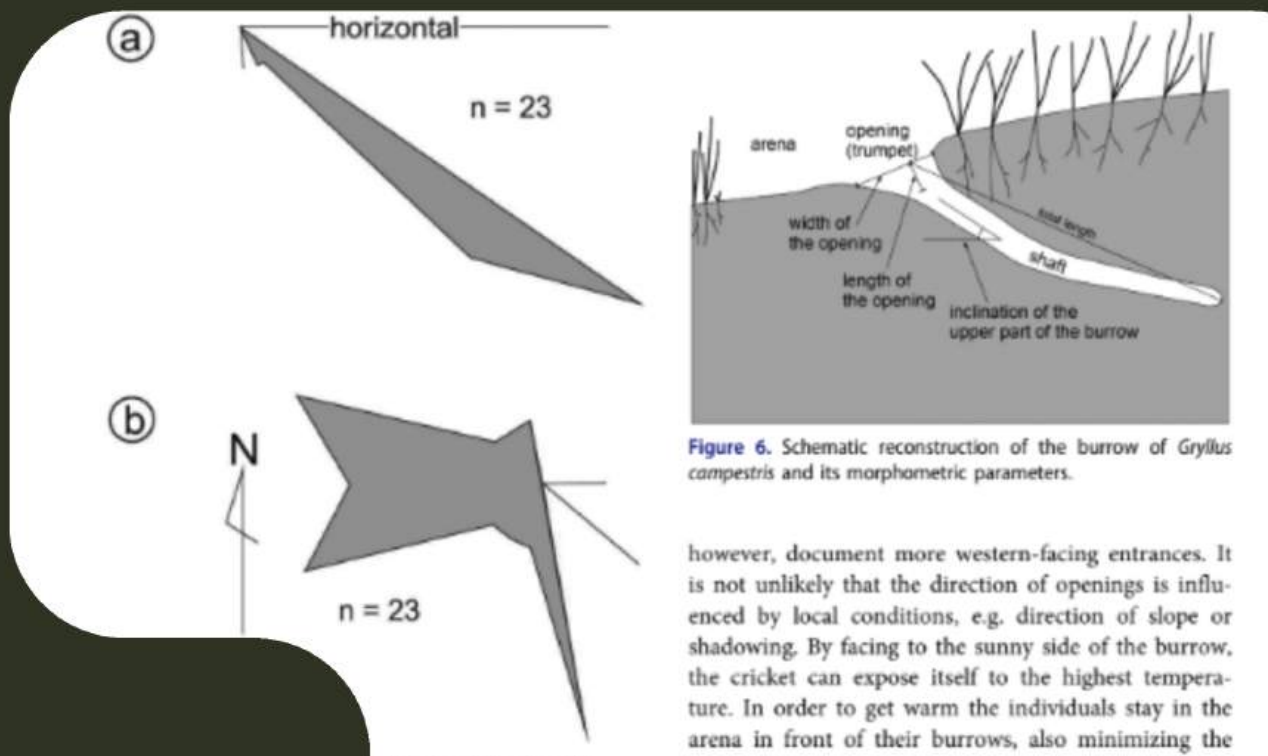 a
horizontal
n = 23
b
N
n = 23
arena
opening
(trumpet)
width of
the opening
length of
the opening
total length
shaft
inclination of the
upper part of the burrow
Figure 6. Schematic reconstruction of the burrow of Gryllus
campestris and its morphometric parameters.
however, document more western-facing entrances. It
is not unlikely that the direction of openings is influ-
enced by local conditions, e.g. direction of slope or
shadowing. By facing to the sunny side of the burrow,
the cricket can expose itself to the highest tempera-
ture. In order to get warm the individuals stay in the
arena in front of their burrows, also minimizing the